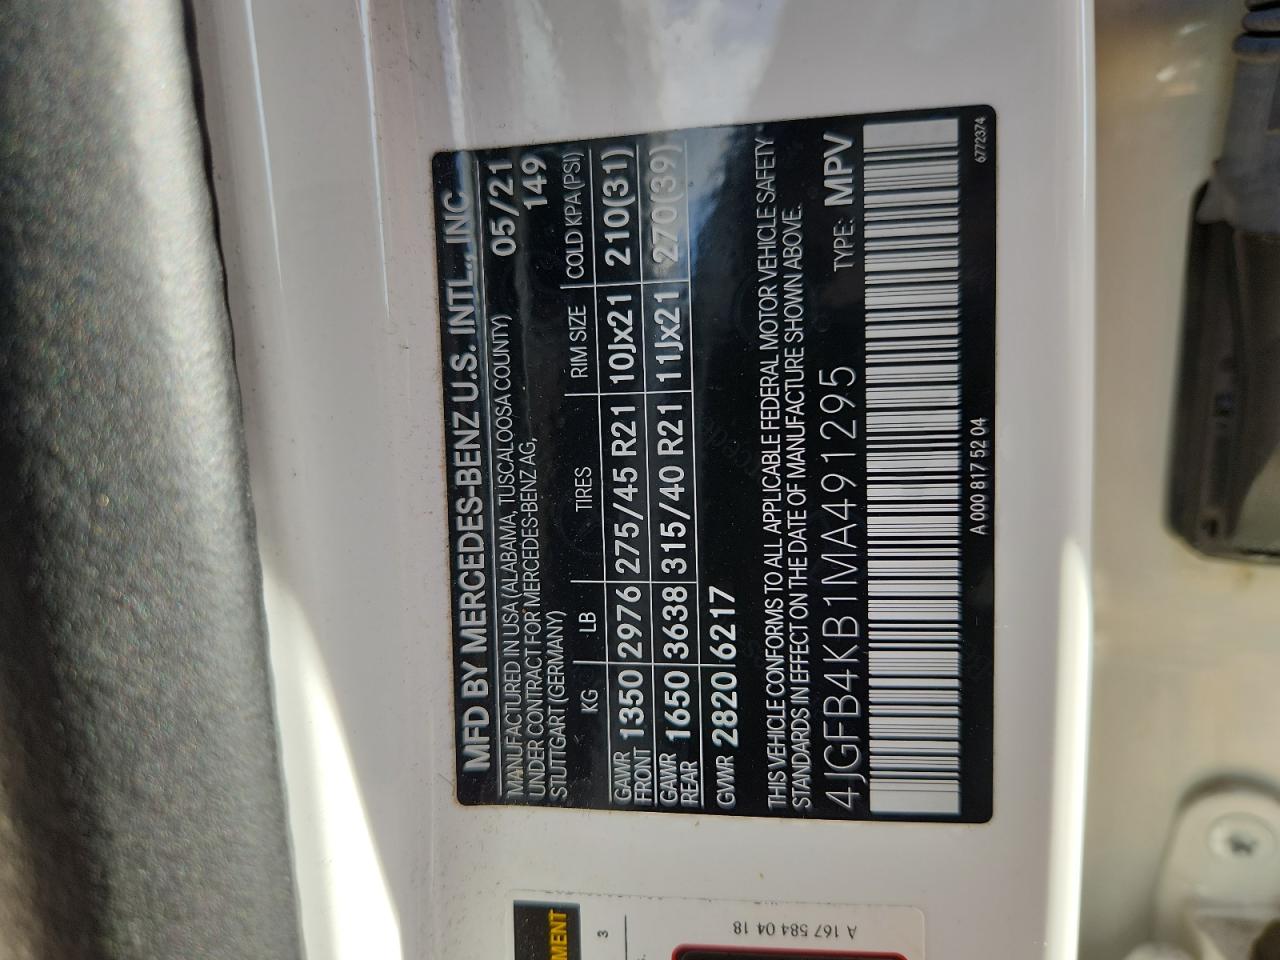 MFD BY MERCEDES-BENZ U.S. INTL., INC.
MANUFACTURED IN USA (ALABAMA, TUSCALOOSA COUNTY) 05/21
UNDER CONTRACT FOR MERCEDES-BENZ AG, 149
STUTTGART (GERMANY)
KG LB TIRES RIM SIZE COLD KPA (PSI)
GAWR FRONT 1350 2976 275/45 R21 10Jx21 210(31)
GAWR REAR 1650 3638 315/40 R21 11Jx21 270(39)
GVWR 2820 6217
THIS VEHICLE CONFORMS TO ALL APPLICABLE FEDERAL MOTOR VEHICLE SAFETY
STANDARDS IN EFFECT ON THE DATE OF MANUFACTURE SHOWN ABOVE.
4JGFB4KB1MA491295 TYPE: MPV
A 000 817 52 04 6772374
MENT
3
A 167 584 04 18